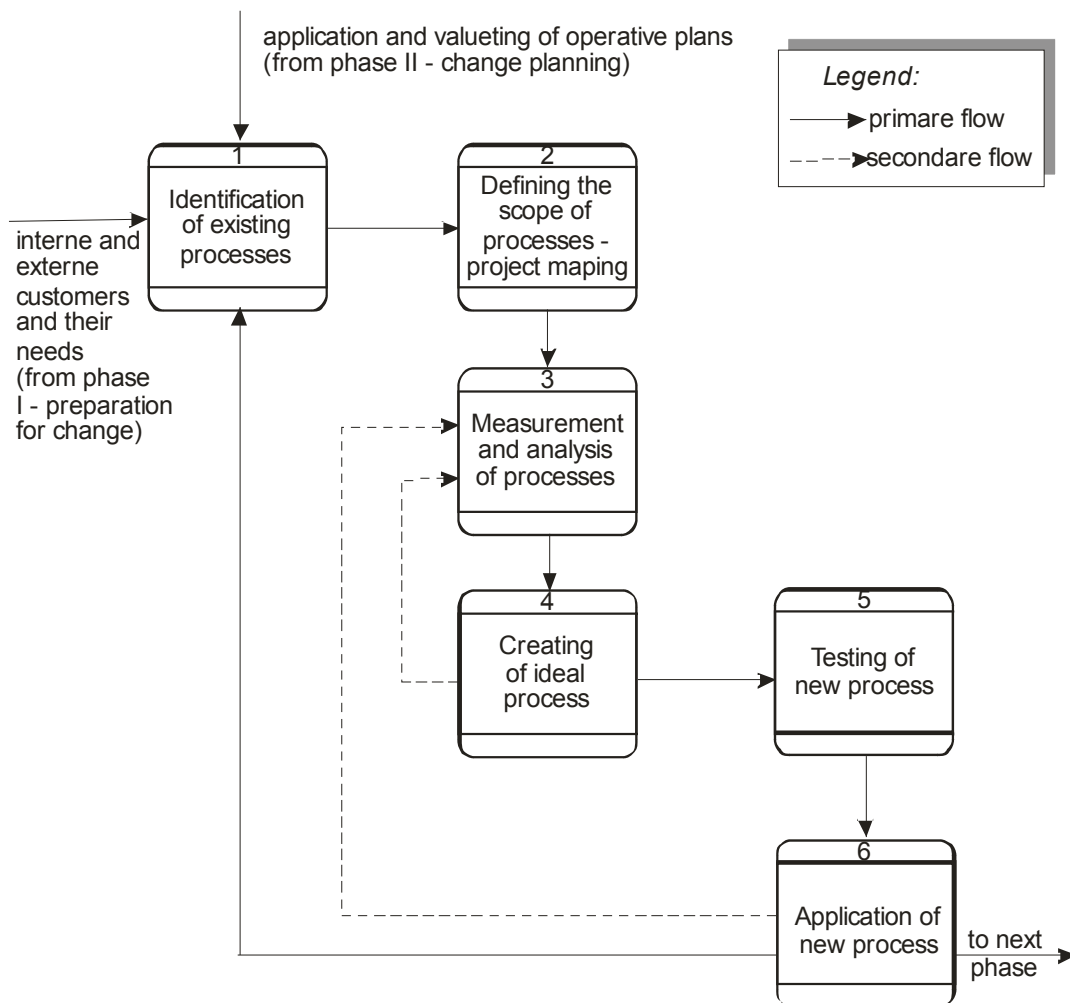 application and valueting of operative plans
(from phase II - change planning)
Legend:
primare flow
secondare flow
1
Identification
of existing
processes
2
Defining the
scope of
processes -
project maping
interne and
externe
customers
and their
needs
(from phase
I - preparation
for change)
3
Measurement
and analysis
of processes
4
Creating
of ideal
process
5
Testing of
new process
6
Application of
new process
to next
phase